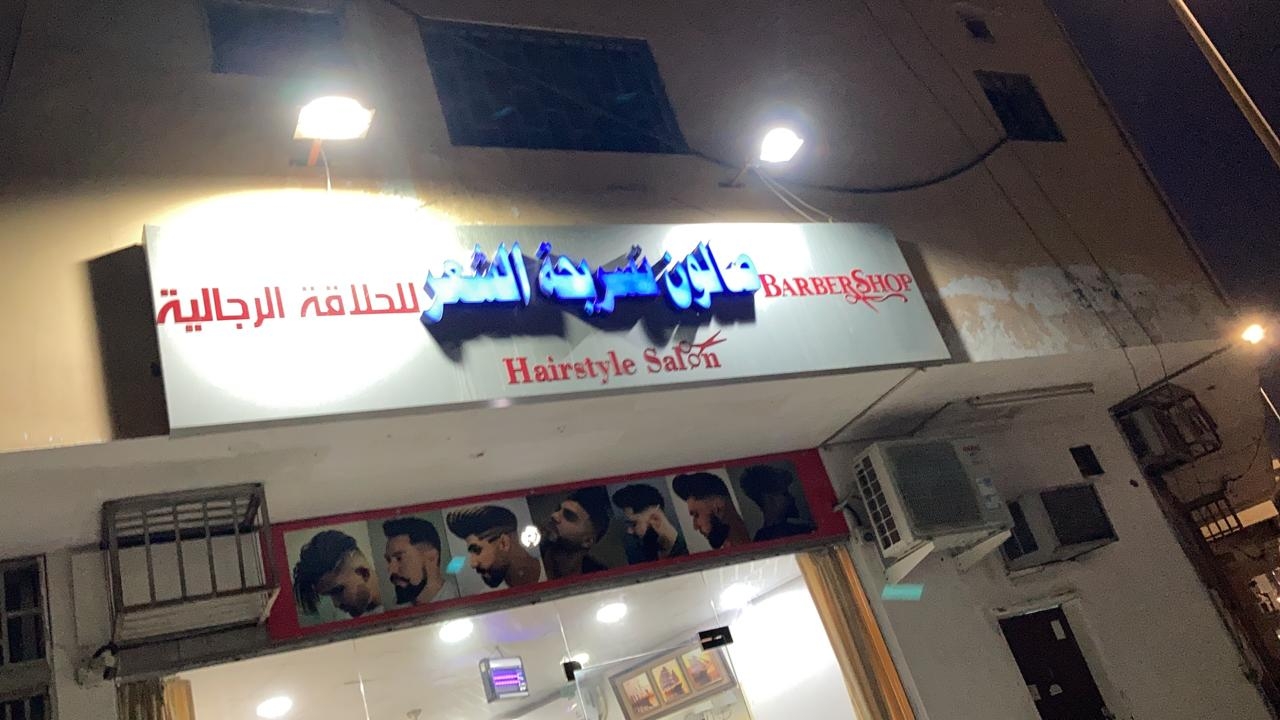 صالون تسريحة الشعر للحلاقة الرجالية
BARBERSHOP
Hairstyle Salon